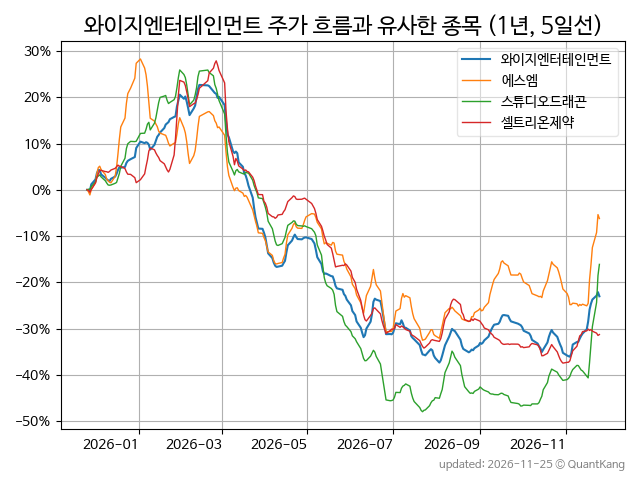 와이지엔터테인먼트 주가 흐름과 유사한 종목 (1년, 5일선)
30%
20%
10%
0%
−10%
−20%
−30%
−40%
−50%
와이지엔터테인먼트
에스엠
스튜디오드래곤
셀트리온제약
2026-01
2026-03
2026-05
2026-07
2026-09
2026-11
updated: 2026-11-25 © QuantKang